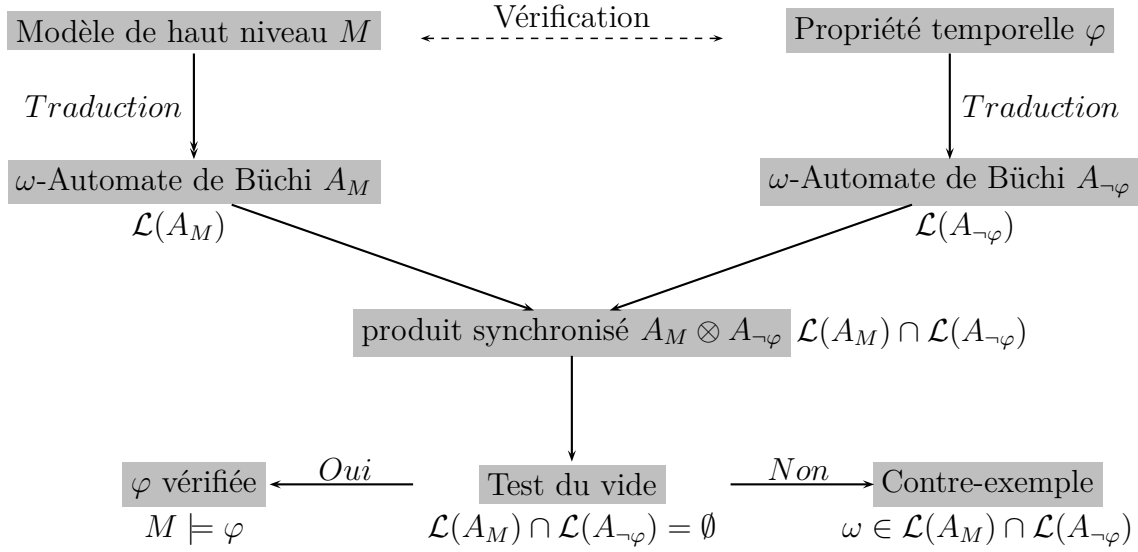 Vérification
Modèle de haut niveau M
Propriété temporelle φ
Traduction
Traduction
ω-Automate de Büchi A_M
ω-Automate de Büchi A_{¬φ}
ℒ(A_M)
ℒ(A_{¬φ})
produit synchronisé A_M ⊗ A_{¬φ} ℒ(A_M) ∩ ℒ(A_{¬φ})
Oui
Non
φ vérifiée
Test du vide
Contre-exemple
M ⊨ φ
ℒ(A_M) ∩ ℒ(A_{¬φ}) = ∅
ω ∈ ℒ(A_M) ∩ ℒ(A_{¬φ})